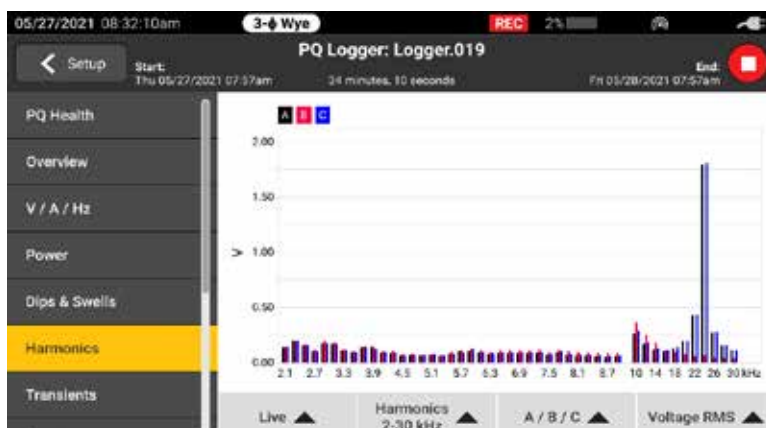 05/27/2021 08:32:10am 3-ϕ Wye REC 2%
Setup
PQ Logger: Logger.019
Start: End:
Thu 05/27/2021 07:57am 34 minutes, 10 seconds Fri 05/28/2021 07:57am
PQ Health
Overview
V / A / Hz
Power
Dips & Swells
Harmonics
Transients
A B C
2.00
1.50
V 1.00
0.50
0.00
2.1 2.7 3.3 3.9 4.5 5.1 5.7 6.3 6.9 7.5 8.1 8.7 10 14 18 22 26 30 kHz
Live
Harmonics
2-30 kHz
A / B / C
Voltage RMS